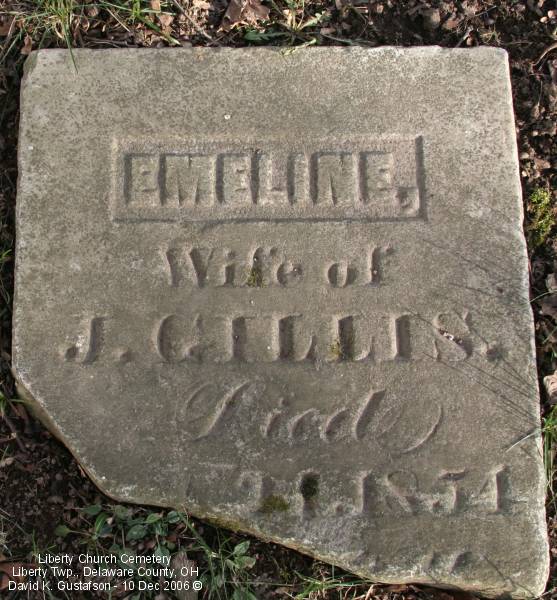 EMELINE,
Wife of
J. GILLIS.
Died
1854
Liberty Church Cemetery
Liberty Twp., Delaware County, OH
David K. Gustafson - 10 Dec 2006 ©